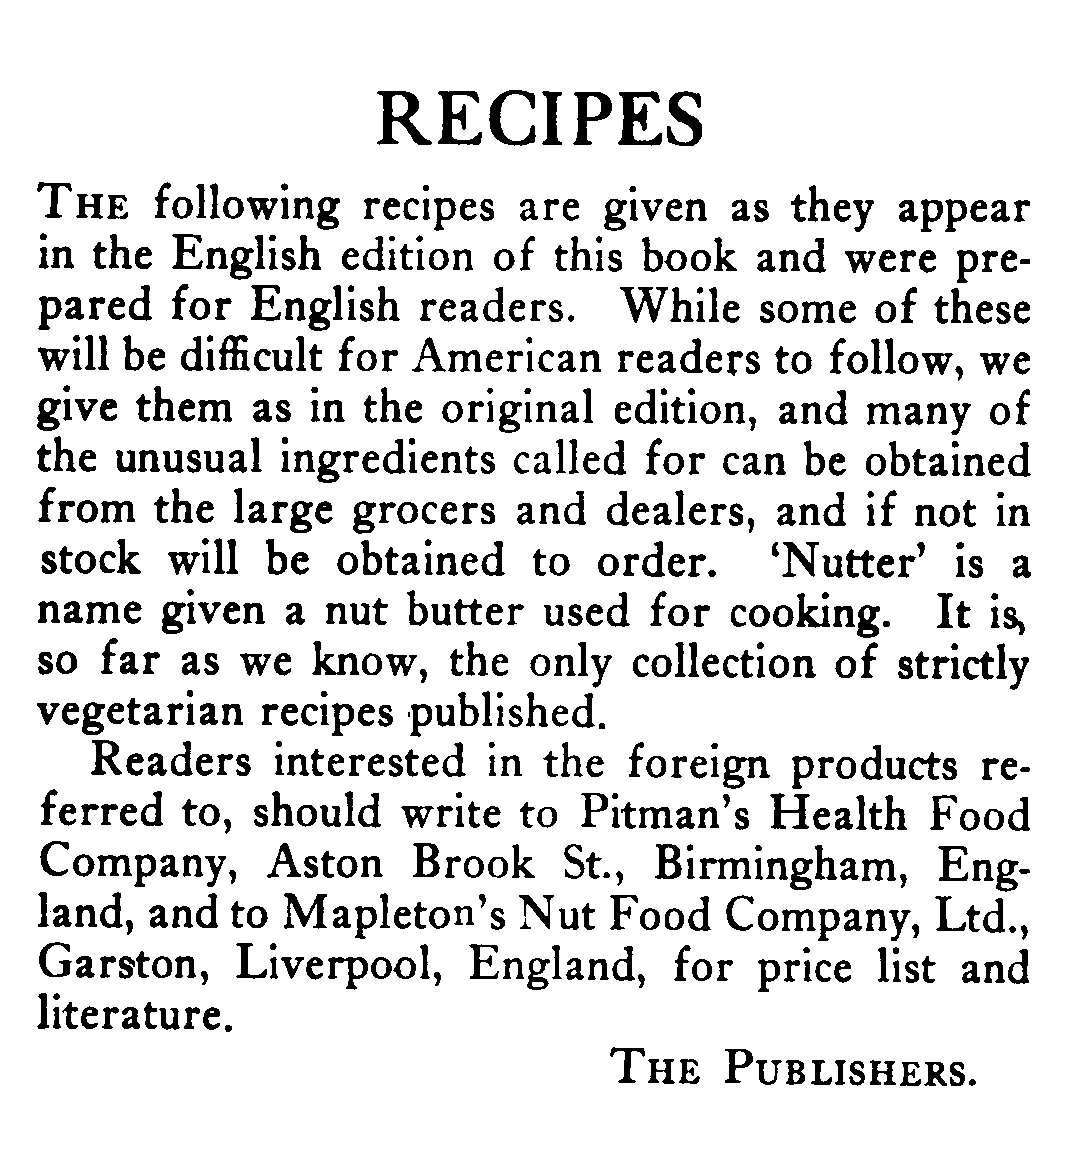 RECIPES
THE following recipes are given as they appear
in the English edition of this book and were pre-
pared for English readers. While some of these
will be difficult for American readers to follow, we
give them as in the original edition, and many of
the unusual ingredients called for can be obtained
from the large grocers and dealers, and if not in
stock will be obtained to order. ‘Nutter’ is a
name given a nut butter used for cooking. It is,
so far as we know, the only collection of strictly
vegetarian recipes published.
Readers interested in the foreign products re-
ferred to, should write to Pitman's Health Food
Company, Aston Brook St., Birmingham, Eng-
land, and to Mapleton's Nut Food Company, Ltd.,
Garston, Liverpool, England, for price list and
literature.
THE PUBLISHERS.